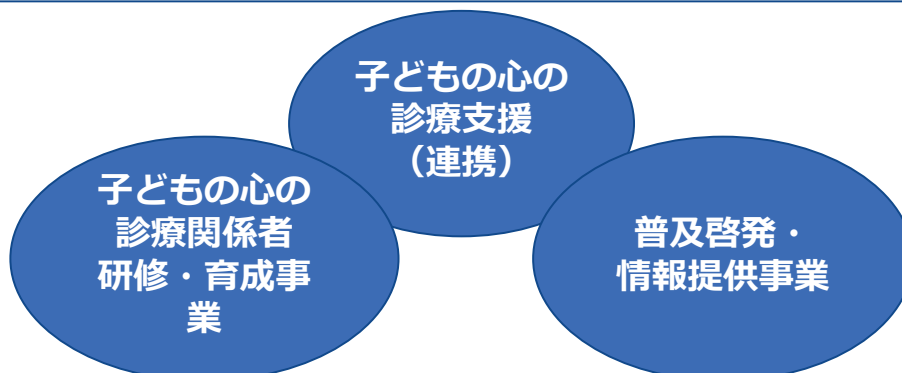 子どもの心の
診療支援
（連携）
子どもの心の
診療関係者
研修・育成事
業
普及啓発・
情報提供事業